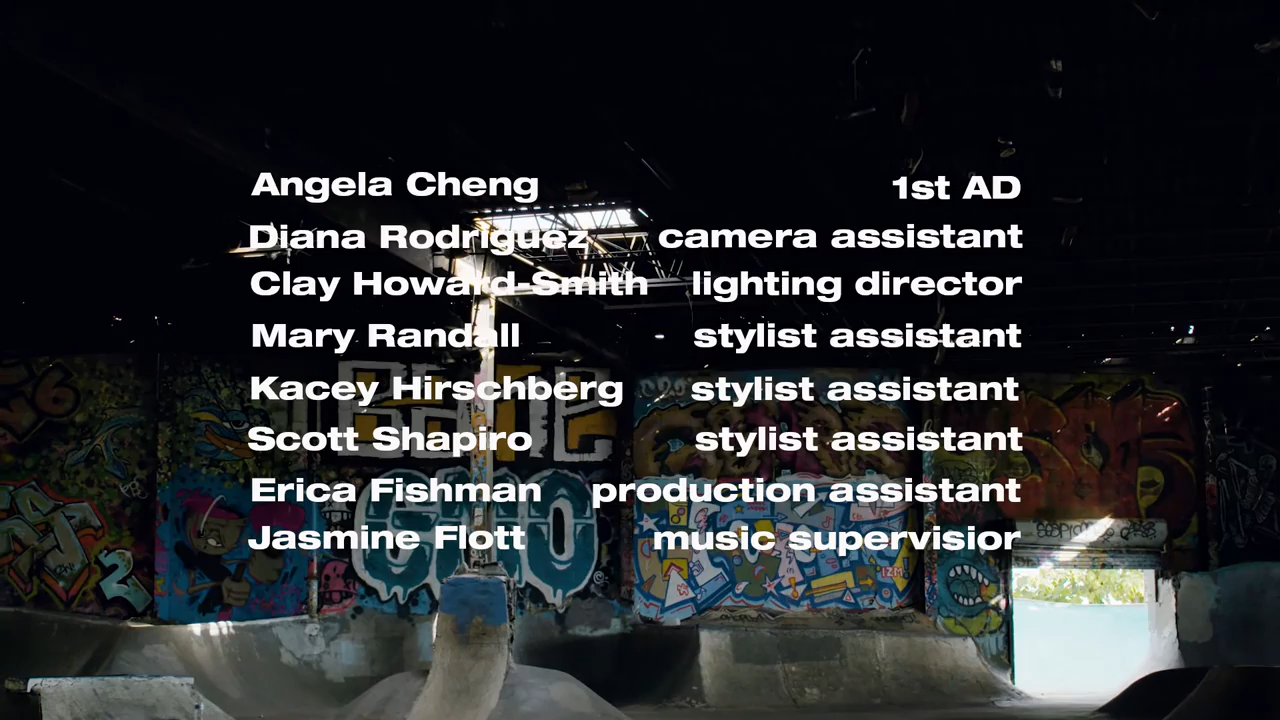 Angela Cheng 1st AD
Diana Rodriguez camera assistant
Clay Howard-Smith lighting director
Mary Randall - stylist assistant
Kacey Hirschberg stylist assistant
Scott Shapiro stylist assistant
Erica Fishman production assistant
Jasmine Flott music supervisior
IZM